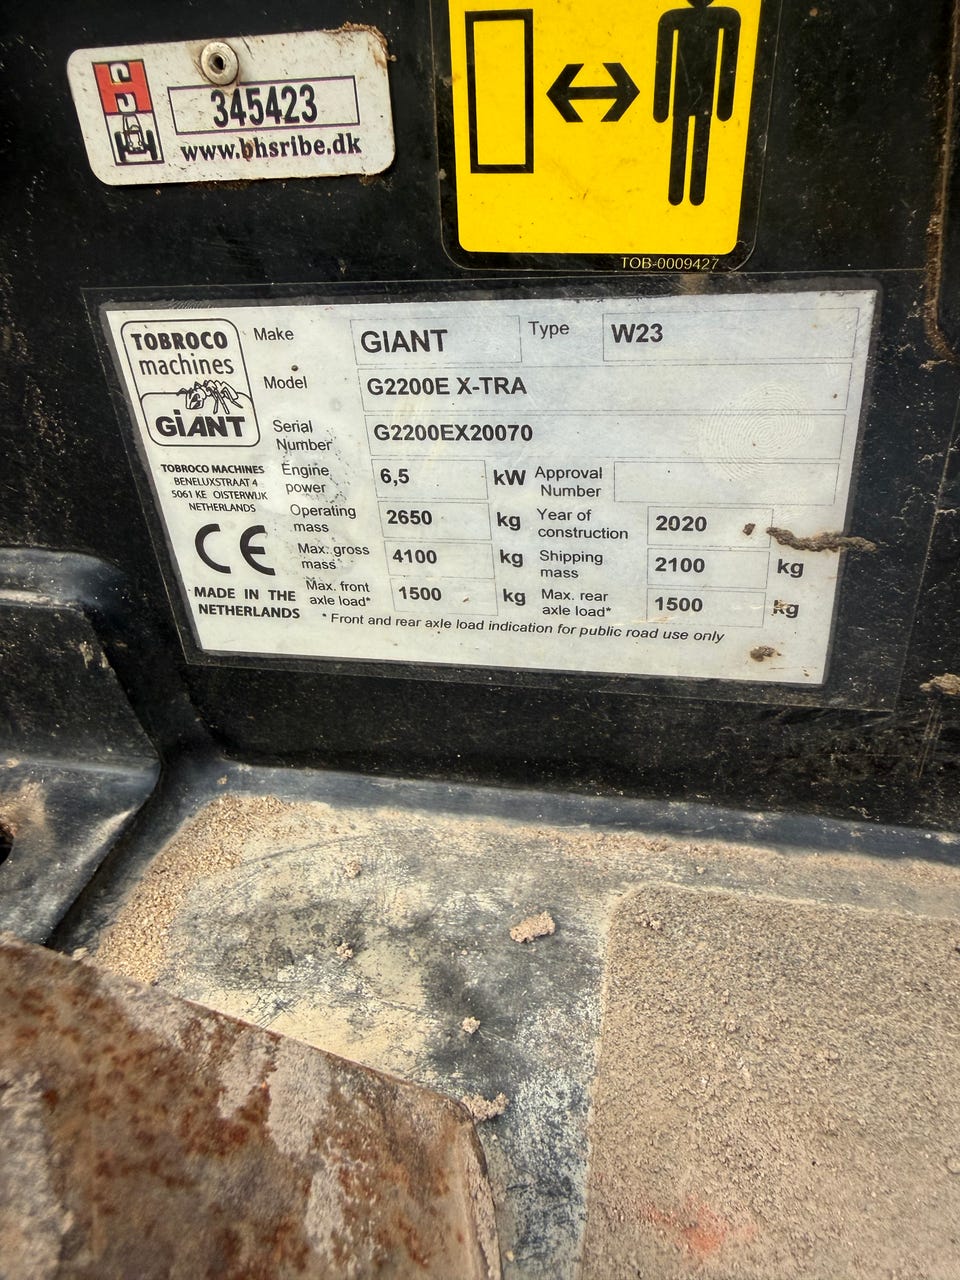 HS
345423
www.bhsribe.dk
TOB-0009427
TOBROCO
machines
GiANT
TOBROCO MACHINES
BENELUXSTRAAT 4
5061 KE OISTERWIJK
NETHERLANDS
CE
MADE IN THE
NETHERLANDS
Make GIANT Type W23
Model G2200E X-TRA
Serial Number G2200EX20070
Engine power 6,5 kW Approval Number
Operating mass 2650 kg Year of construction 2020
Max. gross mass 4100 kg Shipping mass 2100 kg
Max. front axle load* 1500 kg Max. rear axle load* 1500 kg
* Front and rear axle load indication for public road use only